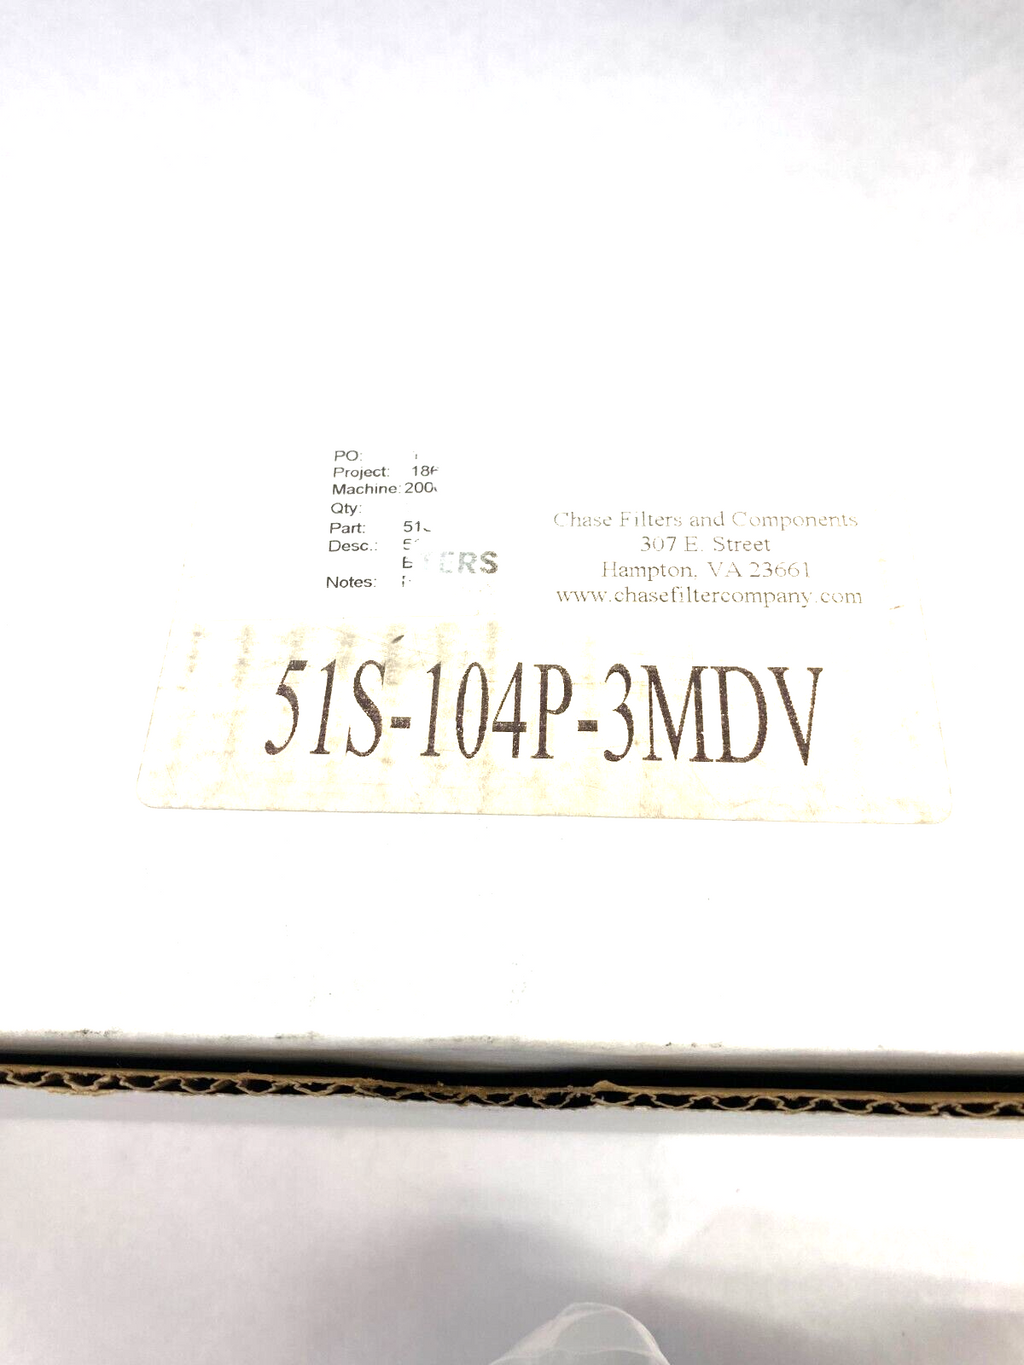 PO:
Project:
Machine:
Qty:
Part:
Desc.:
Notes:
Chase Filters and Components
307 E. Street
Hampton, VA 23661
www.chasefiltercompany.com
51S-104P-3MDV